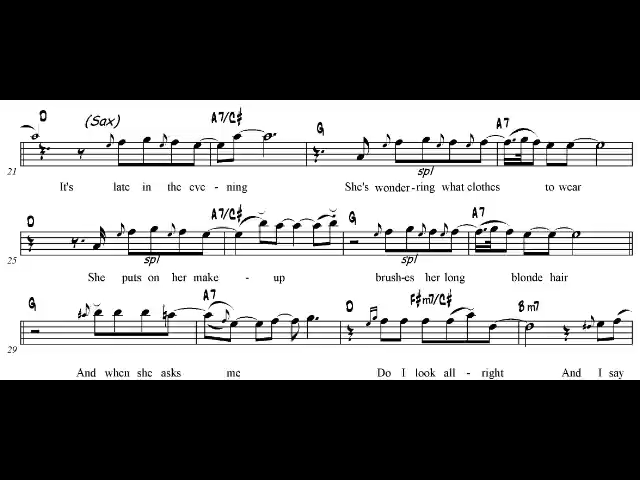 D (Sax) A7/C# G A7
21
It's late in the eve - ning She's wonder-ring what clothes to wear
spl
D A7/C# G A7
25 spl spl
She puts on her make - up brush-es her long blonde hair
G A7 D F#m7/C# Bm7
29
And when she asks me Do I look all - right And I say